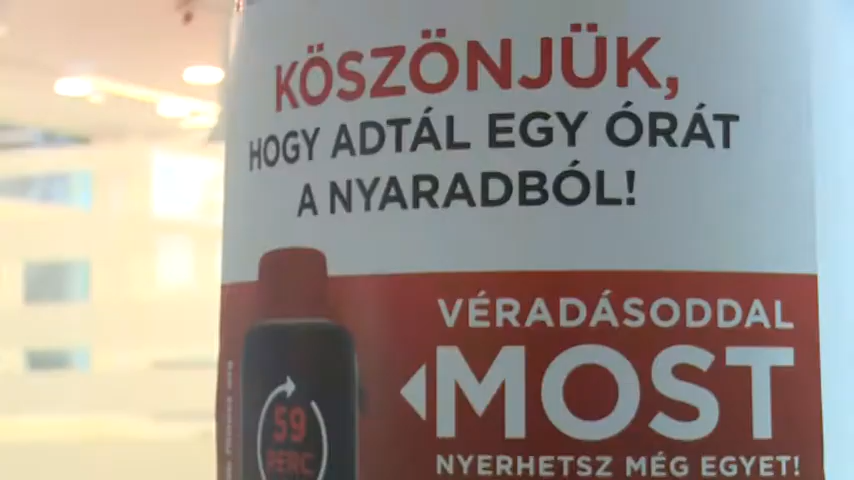 KÖSZÖNJÜK,
HOGY ADTÁL EGY ÓRÁT
A NYARADBÓL!
VÉRADÁSODDAL
MOST
NYERHETSZ MÉG EGYET!
59
PERC